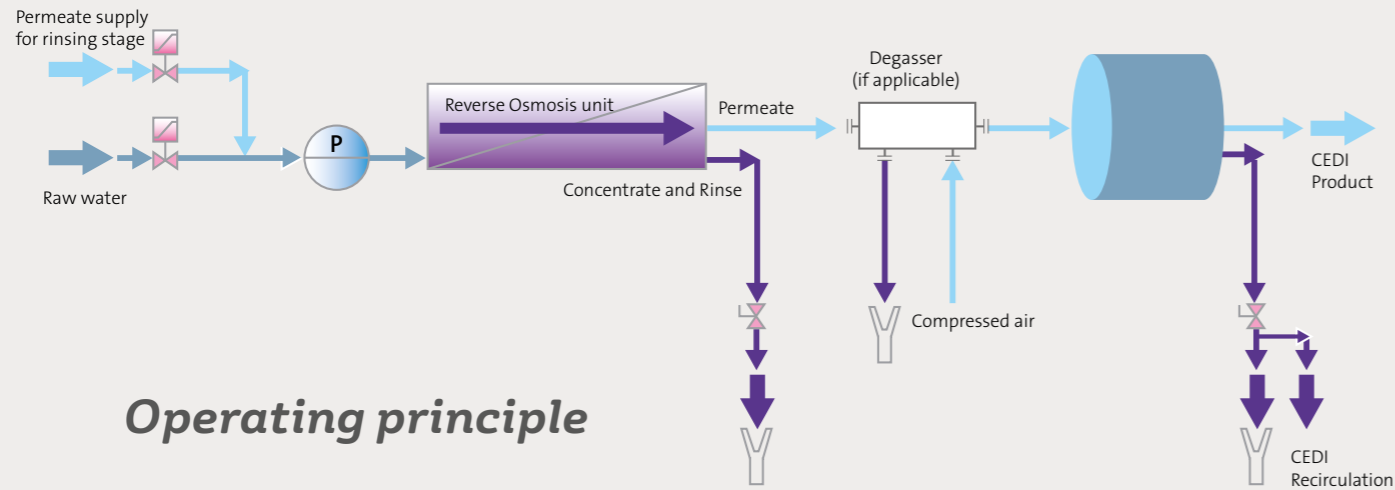 Permeate supply
for rinsing stage
Raw water
P
Reverse Osmosis unit
Permeate
Concentrate and Rinse
Degasser
(if applicable)
Compressed air
CEDI
Product
CEDI
Recirculation
Operating principle